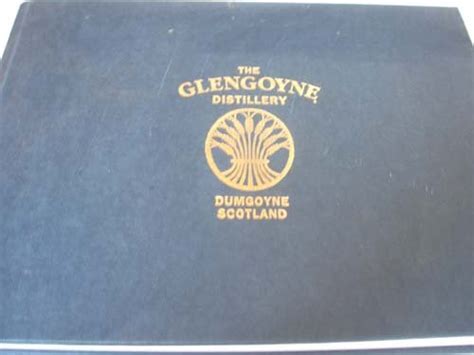 THE
GLENGOYNE
DISTILLERY
DUMGOYNE
SCOTLAND